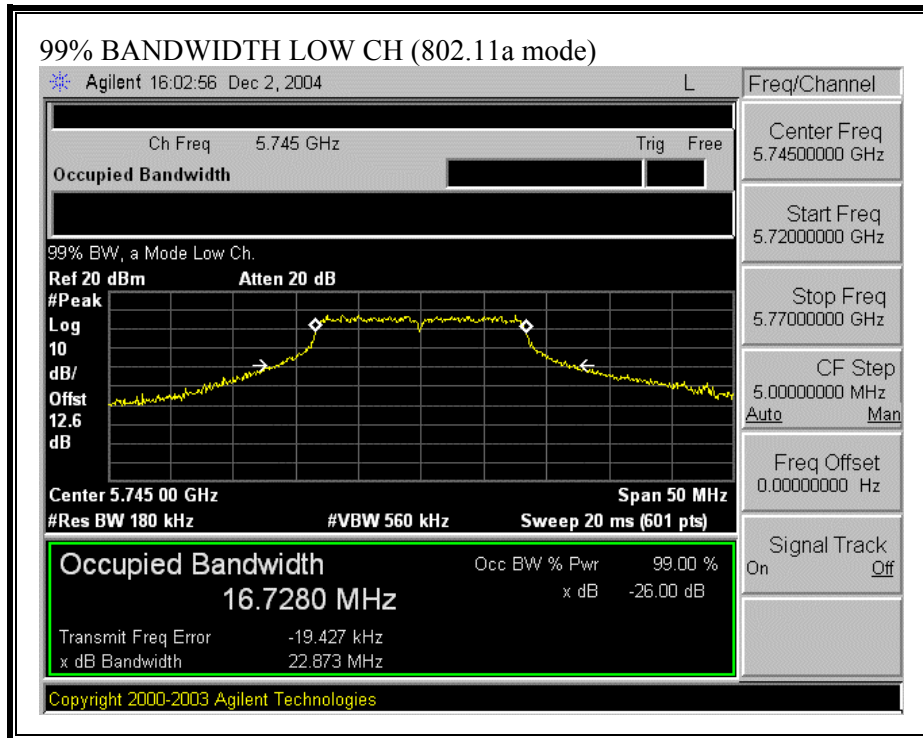 99% BANDWIDTH LOW CH (802.11a mode)
Agilent 16:02:56 Dec 2, 2004 L Freq/Channel
Ch Freq 5.745 GHz Trig Free
Occupied Bandwidth
99% BW, a Mode Low Ch.
Ref 20 dBm Atten 20 dB
#Peak
Log
10
dB/
Offst
12.6
dB
Center 5.745 00 GHz Span 50 MHz
#Res BW 180 kHz #VBW 560 kHz Sweep 20 ms (601 pts)
Occupied Bandwidth Occ BW % Pwr 99.00 %
16.7280 MHz x dB -26.00 dB
Transmit Freq Error -19.427 kHz
x dB Bandwidth 22.873 MHz
Copyright 2000-2003 Agilent Technologies
Center Freq
5.74500000 GHz
Start Freq
5.72000000 GHz
Stop Freq
5.77000000 GHz
CF Step
5.00000000 MHz
Auto Man
Freq Offset
0.00000000 Hz
Signal Track
On Off